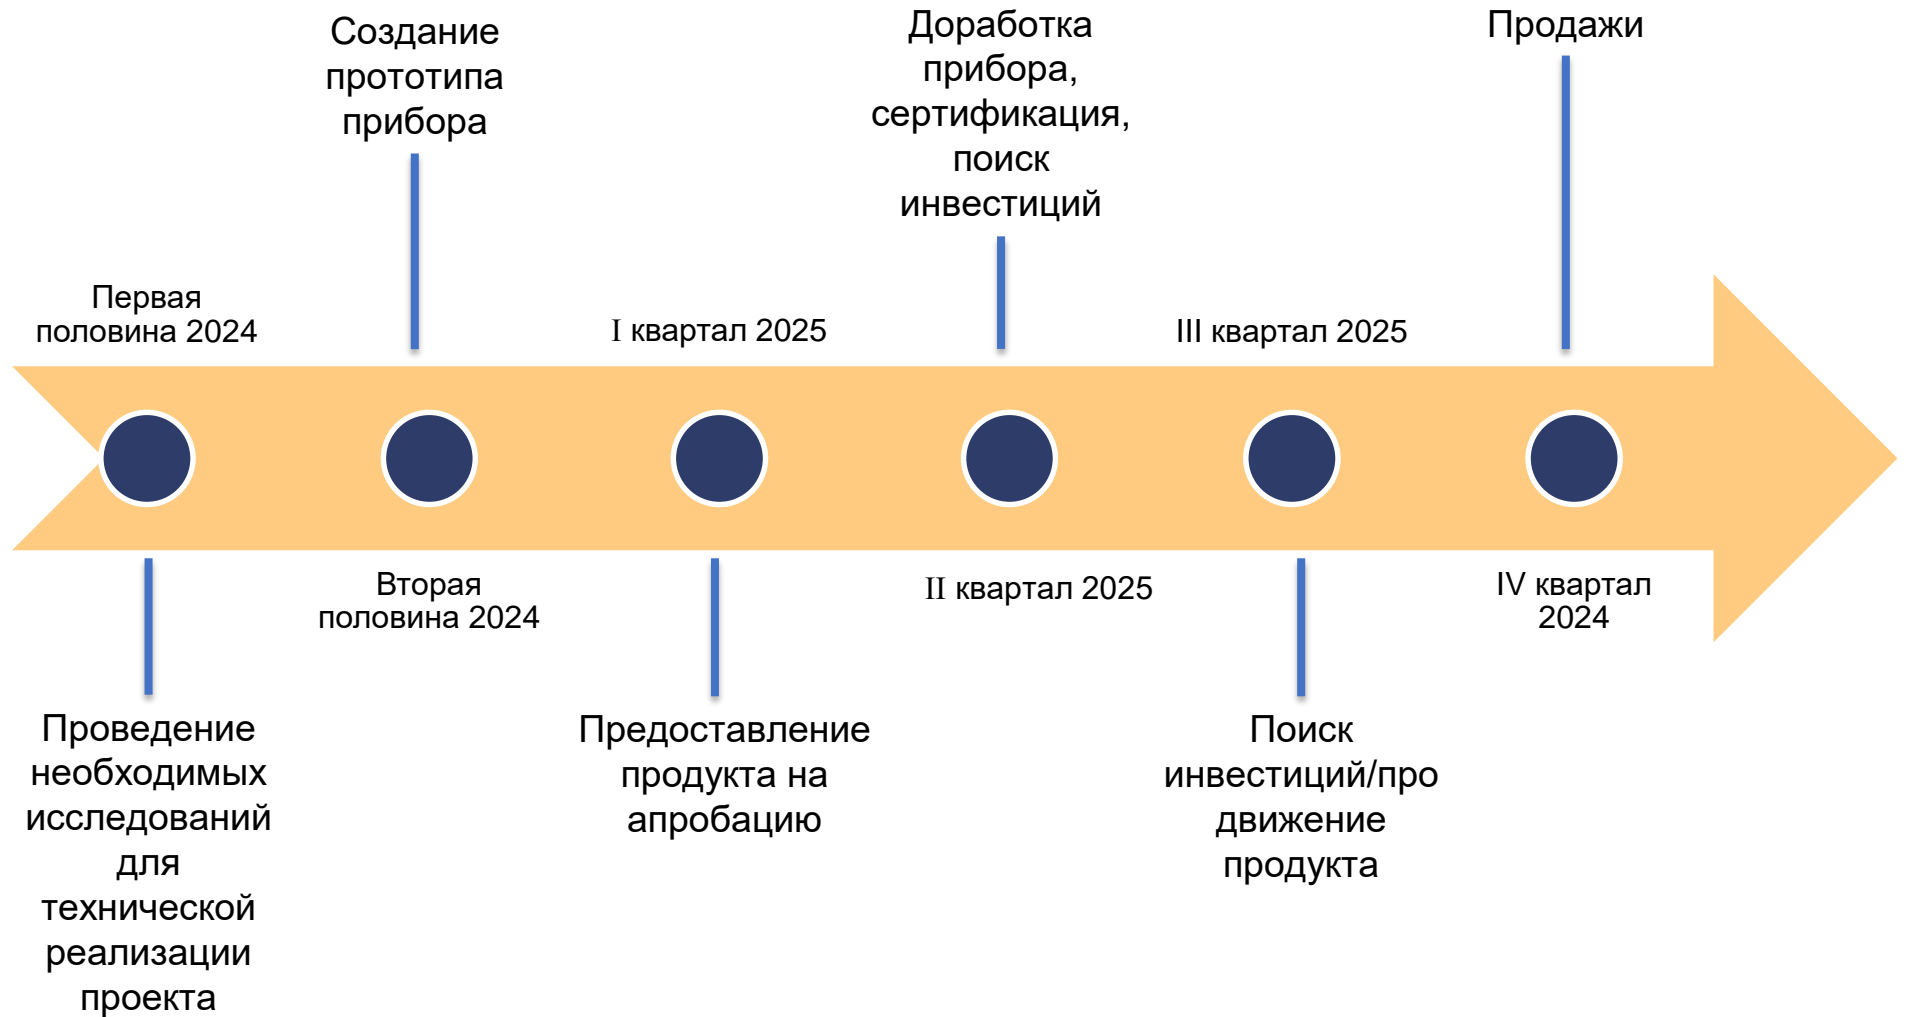 Создание
прототипа
прибора
Доработка
прибора,
сертификация,
поиск
инвестиций
Продажи
Первая
половина 2024
I квартал 2025
III квартал 2025
Вторая
половина 2024
II квартал 2025
IV квартал
2024
Проведение
необходимых
исследований
для
технической
реализации
проекта
Предоставление
продукта на
апробацию
Поиск
инвестиций/про
движение
продукта